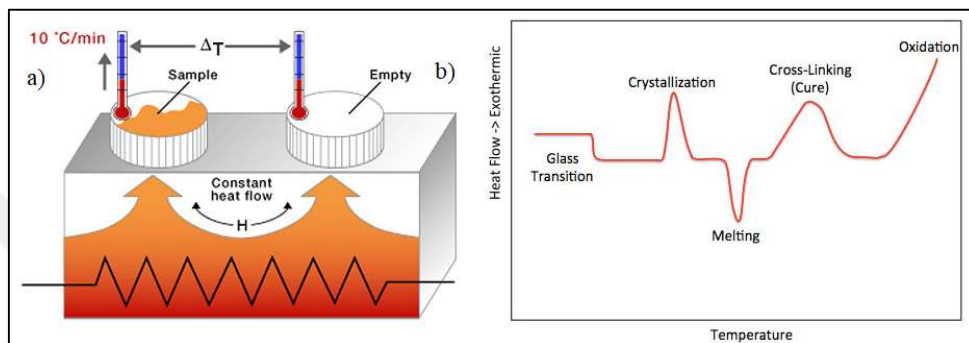 10 °C/min
ΔT
a)
Sample
Empty
b)
Constant
heat flow
H
Heat Flow -> Exothermic
Glass
Transition
Crystallization
Melting
Cross-Linking
(Cure)
Oxidation
Temperature